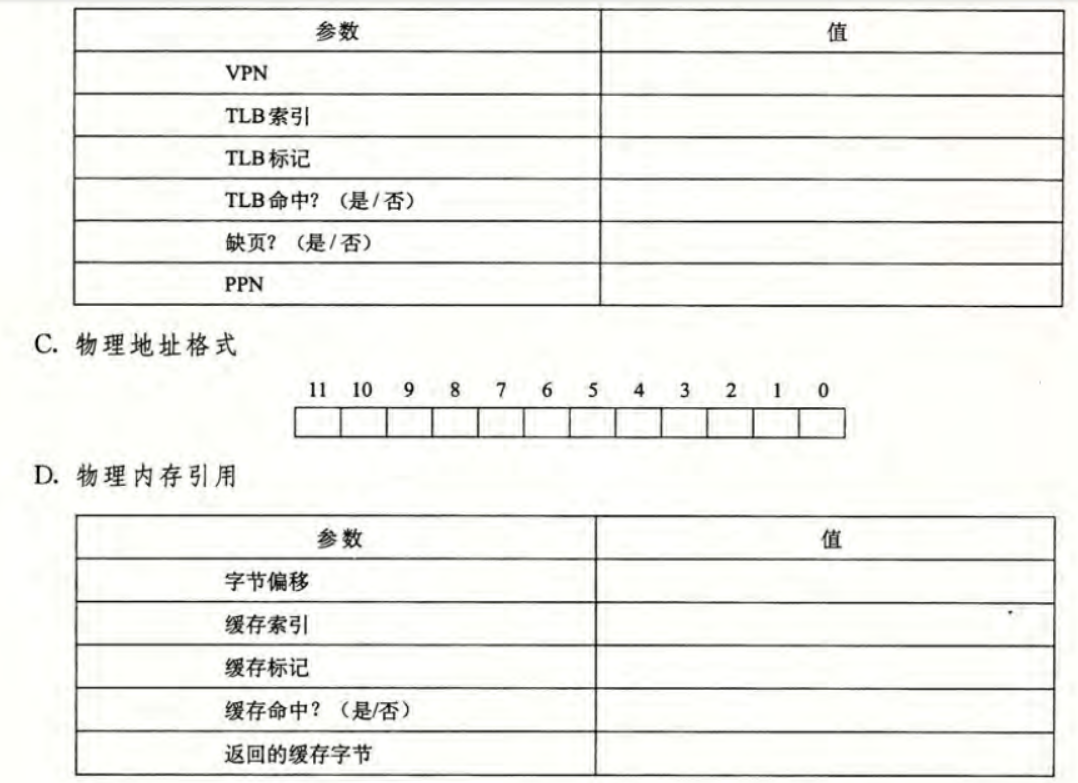 参数 值
VPN
TLB索引
TLB标记
TLB命中？（是/否）
缺页？（是/否）
PPN
C. 物理地址格式
11 10 9 8 7 6 5 4 3 2 1 0
D. 物理内存引用
参数 值
字节偏移
缓存索引
缓存标记
缓存命中？（是/否）
返回的缓存字节